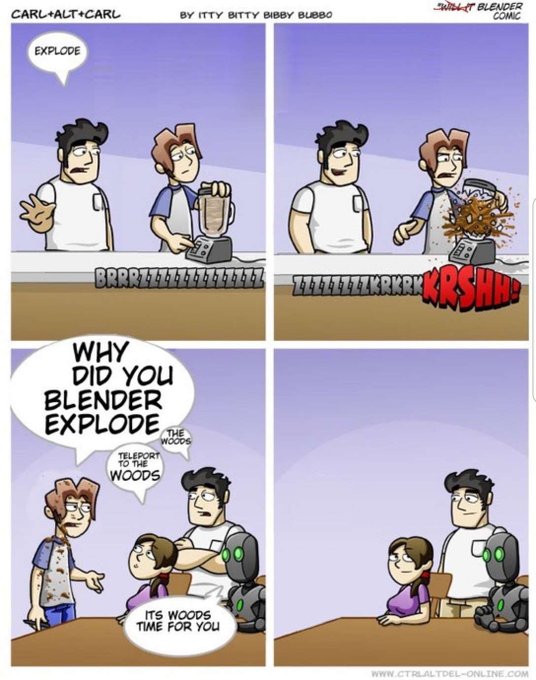 CARL+ALT+CARL
BY ITTY BITTY BIBBY BUBBO
"WILL IT BLENDER
COMIC
EXPLODE
BRRRZZZZZZZZZZZZZ
ZZZZZZZZKRKRKKRSHH!
WHY
DID YOU
BLENDER
EXPLODE
THE
WOODS
TELEPORT
TO THE
WOODS
ITS WOODS
TIME FOR YOU
WWW.CTRLALTDEL-ONLINE.COM